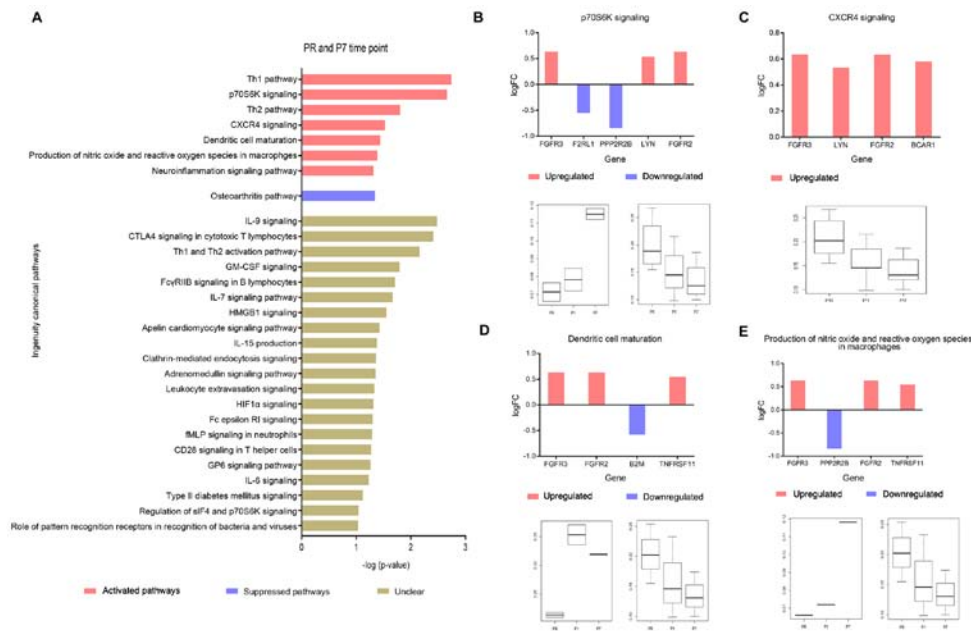 A
PR and P7 time point
Th1 pathway
p70S6K signaling
Th2 pathway
CXCR4 signaling
Dendritic cell maturation
Production of nitric oxide and reactive oxygen species in macrophges
Neuroinflammation signaling pathway
Osteoarthritis pathway
IL-9 signaling
CTLA4 signaling in cytotoxic T lymphocytes
Th1 and Th2 activation pathway
GM-CSF signaling
FcγRIIB signaling in B lymphocytes
IL-7 signaling pathway
HMGB1 signaling
Apelin cardiomyocyte signaling pathway
IL-15 production
Clathrin-mediated endocytosis signaling
Adrenomedullin signaling pathway
Leukocyte extravasation signaling
HIF1α signaling
Fc epsilon RI signaling
fMLP signaling in neutrophils
CD28 signaling in T helper cells
GP6 signaling pathway
Type II diabetes mellitus signaling
Role of pattern recognition receptors in recognition of bacteria and viruses
Ingenuity canonical pathways
0 1 2 3
-log (p-value)
Activated pathways Suppressed pathways Unclear
B
p70S6K signaling
1.0
0.5
0.0
-0.5
-1.0
logFC
FGFR3 F2RL1 PPP2R2B LYN FGFR2
Gene
Upregulated Downregulated
C
CXCR4 signaling
0.8
0.6
0.4
0.2
0.0
logFC
FGFR3 LYN FGFR2 BCAR1
Gene
Upregulated
D
Dendritic cell maturation
1.0
0.5
0.0
-0.5
-1.0
logFC
FGFR3 FGFR2 B2M TNFRSF11
Gene
Upregulated Downregulated
E
Production of nitric oxide and reactive oxygen species
in macrophages
1.0
0.5
0.0
-0.5
-1.0
logFC
FGFR3 PPP2R2B FGFR2 TNFRSF11
Gene
Upregulated Downregulated